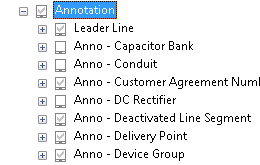 Annotation
Leader Line
Anno - Capacitor Bank
Anno - Conduit
Anno - Customer Agreement Numl
Anno - DC Rectifier
Anno - Deactivated Line Segment
Anno - Delivery Point
Anno - Device Group